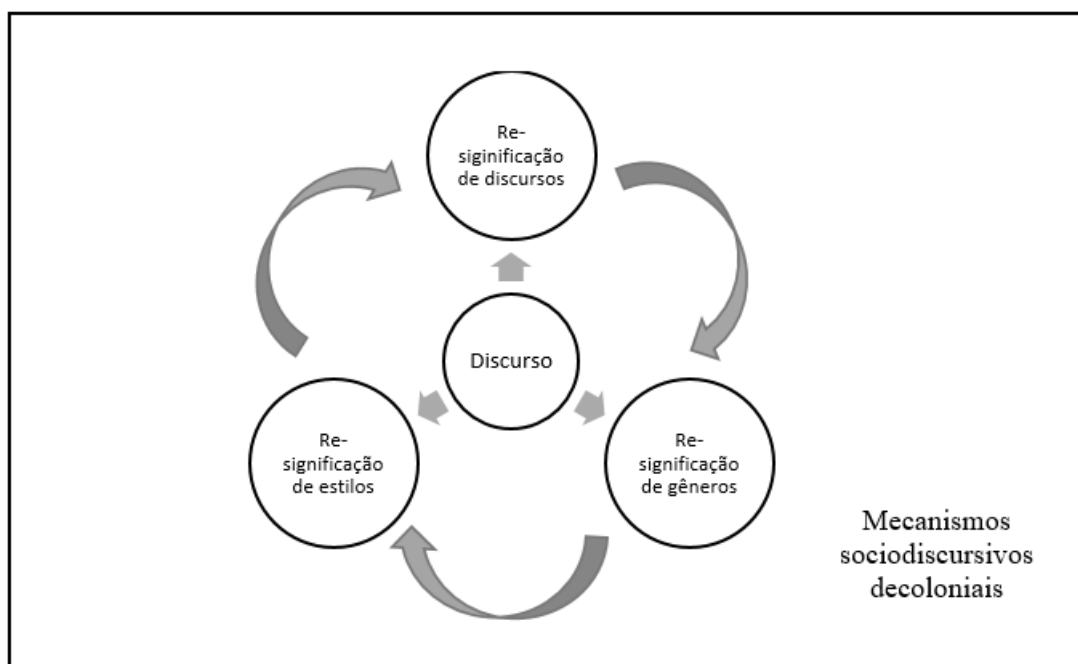 Re-
siginificação
de discursos
Discurso
Re-
significação
de estilos
Re-
significação
de gêneros
Mecanismos
sociodiscursivos
decoloniais